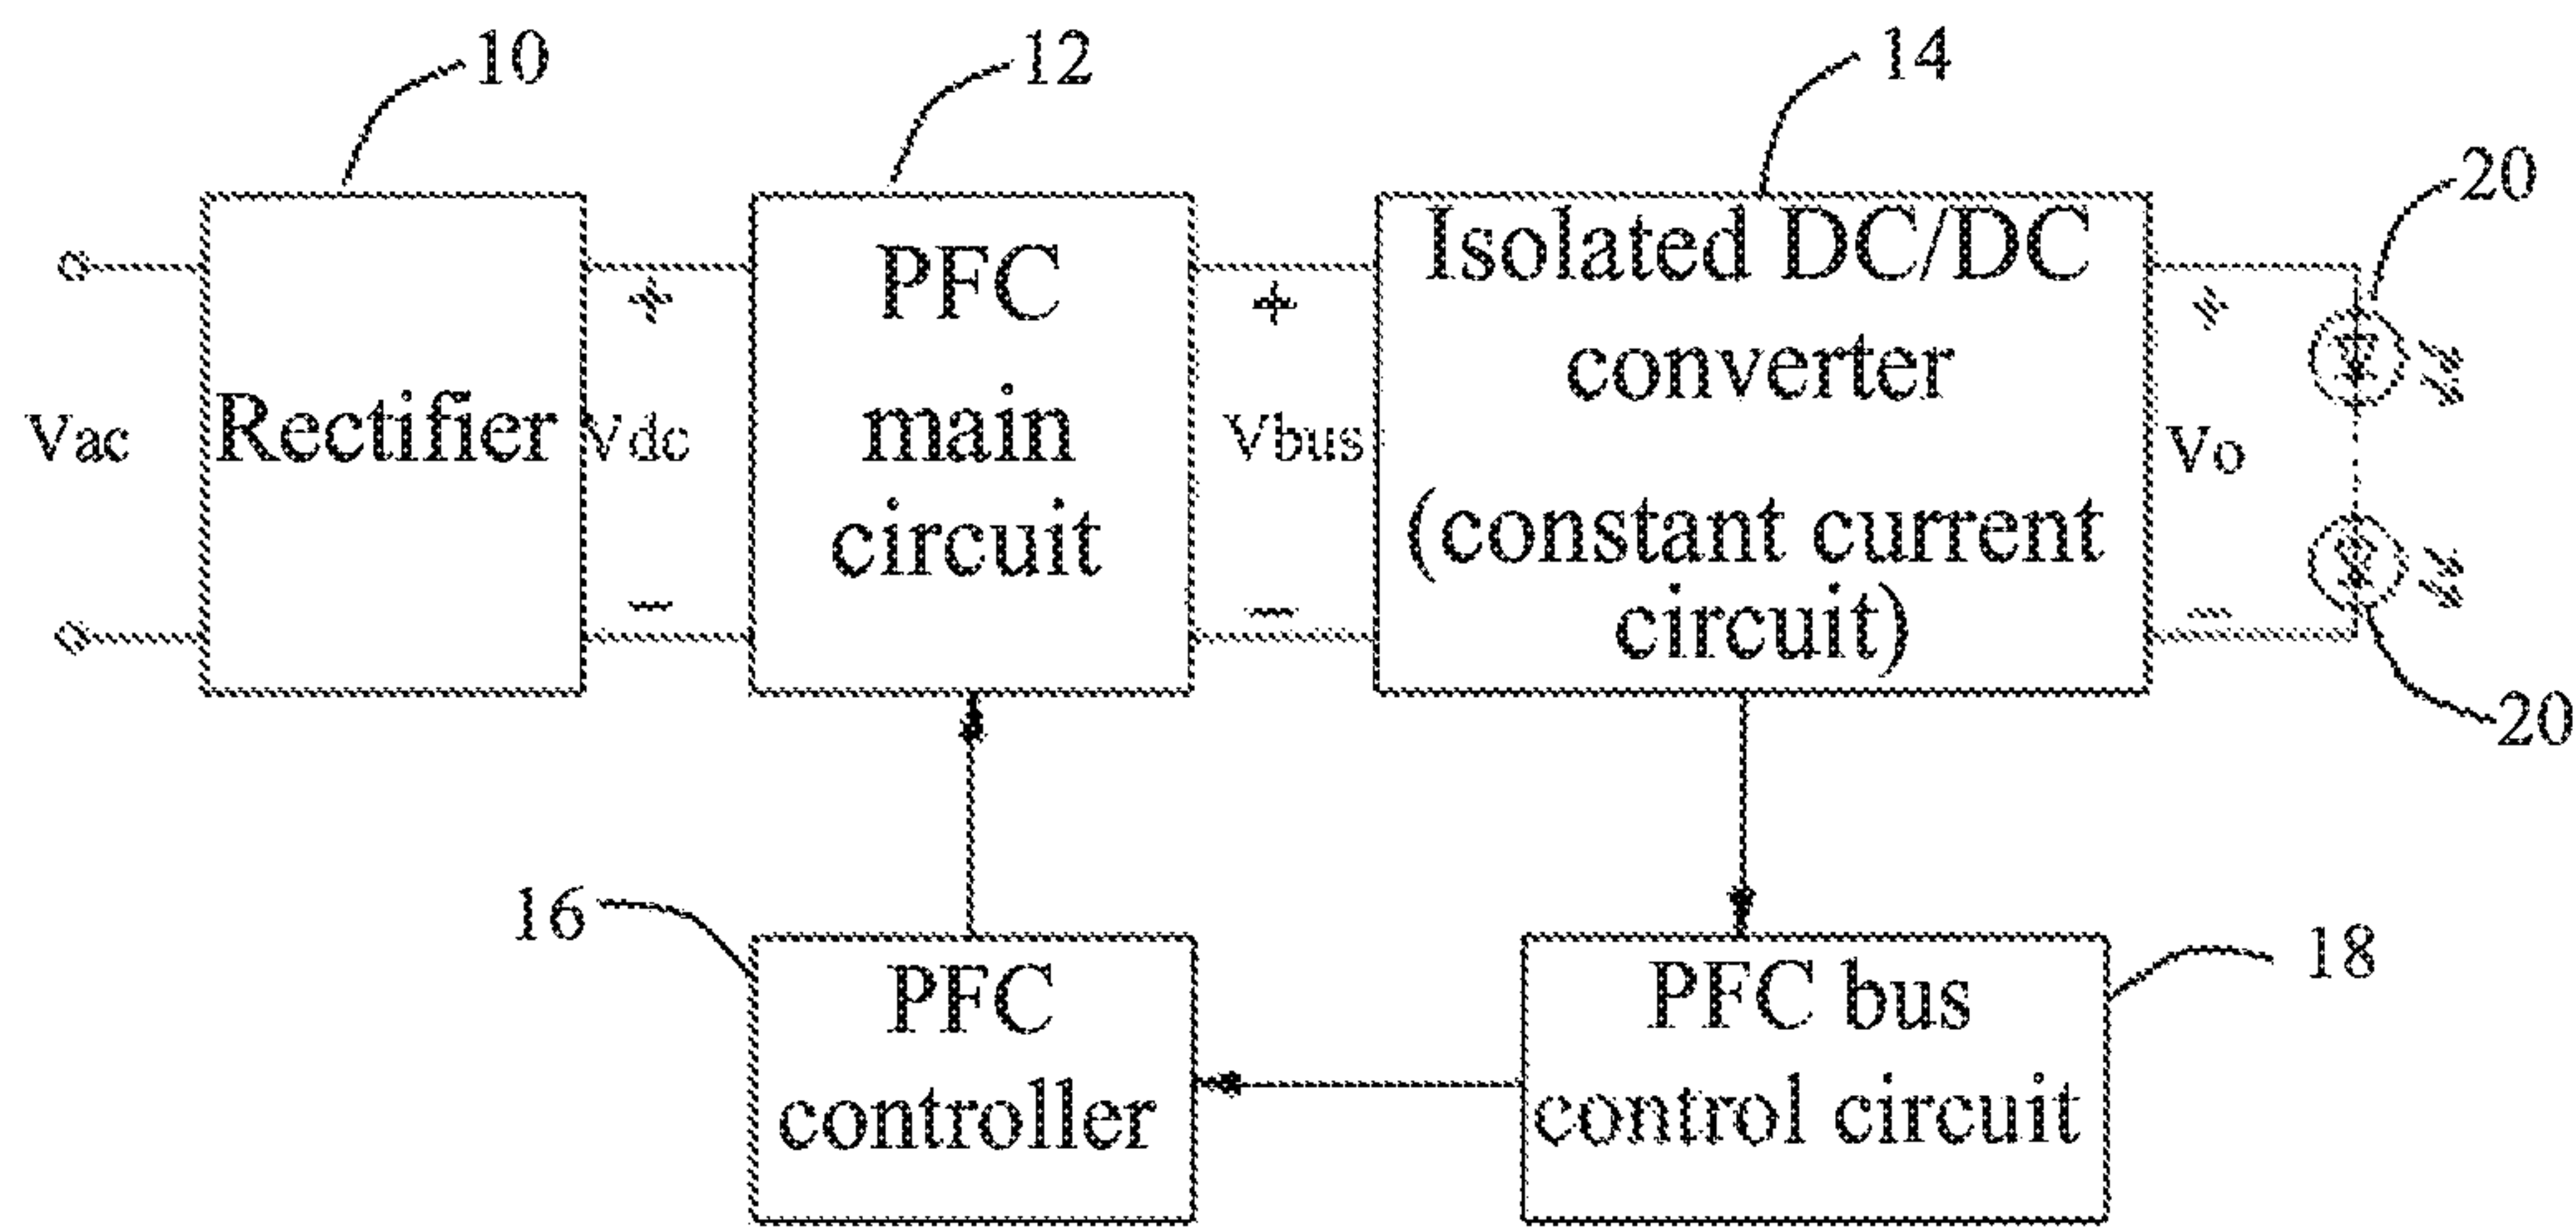 10
12
14
20
Vac
Rectifier
+
Vdc
−
PFC
main
circuit
+
Vbus
−
Isolated DC/DC
converter
(constant current
circuit)
+
Vo
−
20
16
PFC
controller
PFC bus
control circuit
18